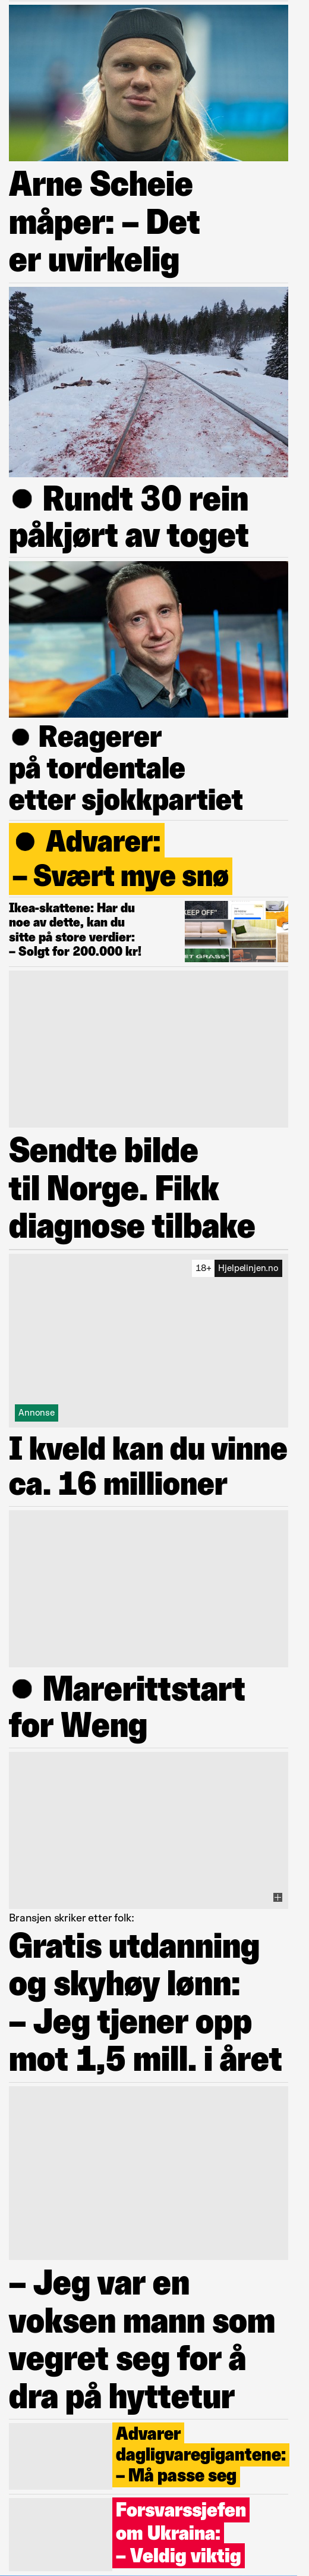 Arne Scheie
måper: – Det
er uvirkelig
● Rundt 30 rein
påkjørt av toget
● Reagerer
på tordentale
etter sjokkpartiet
● Advarer:
– Svært mye snø
Ikea-skattene: Har du
noe av dette, kan du
sitte på store verdier:
– Solgt for 200.000 kr!
KEEP OFF"
ET GRASS"
Sendte bilde
til Norge. Fikk
diagnose tilbake
18+ Hjelpelinjen.no
Annonse
I kveld kan du vinne
ca. 16 millioner
● Marerittstart
for Weng
Bransjen skriker etter folk:
Gratis utdanning
og skyhøy lønn:
– Jeg tjener opp
mot 1,5 mill. i året
– Jeg var en
voksen mann som
vegret seg for å
dra på hyttetur
Advarer
dagligvaregigantene:
– Må passe seg
Forsvarssjefen
om Ukraina:
– Veldig viktig